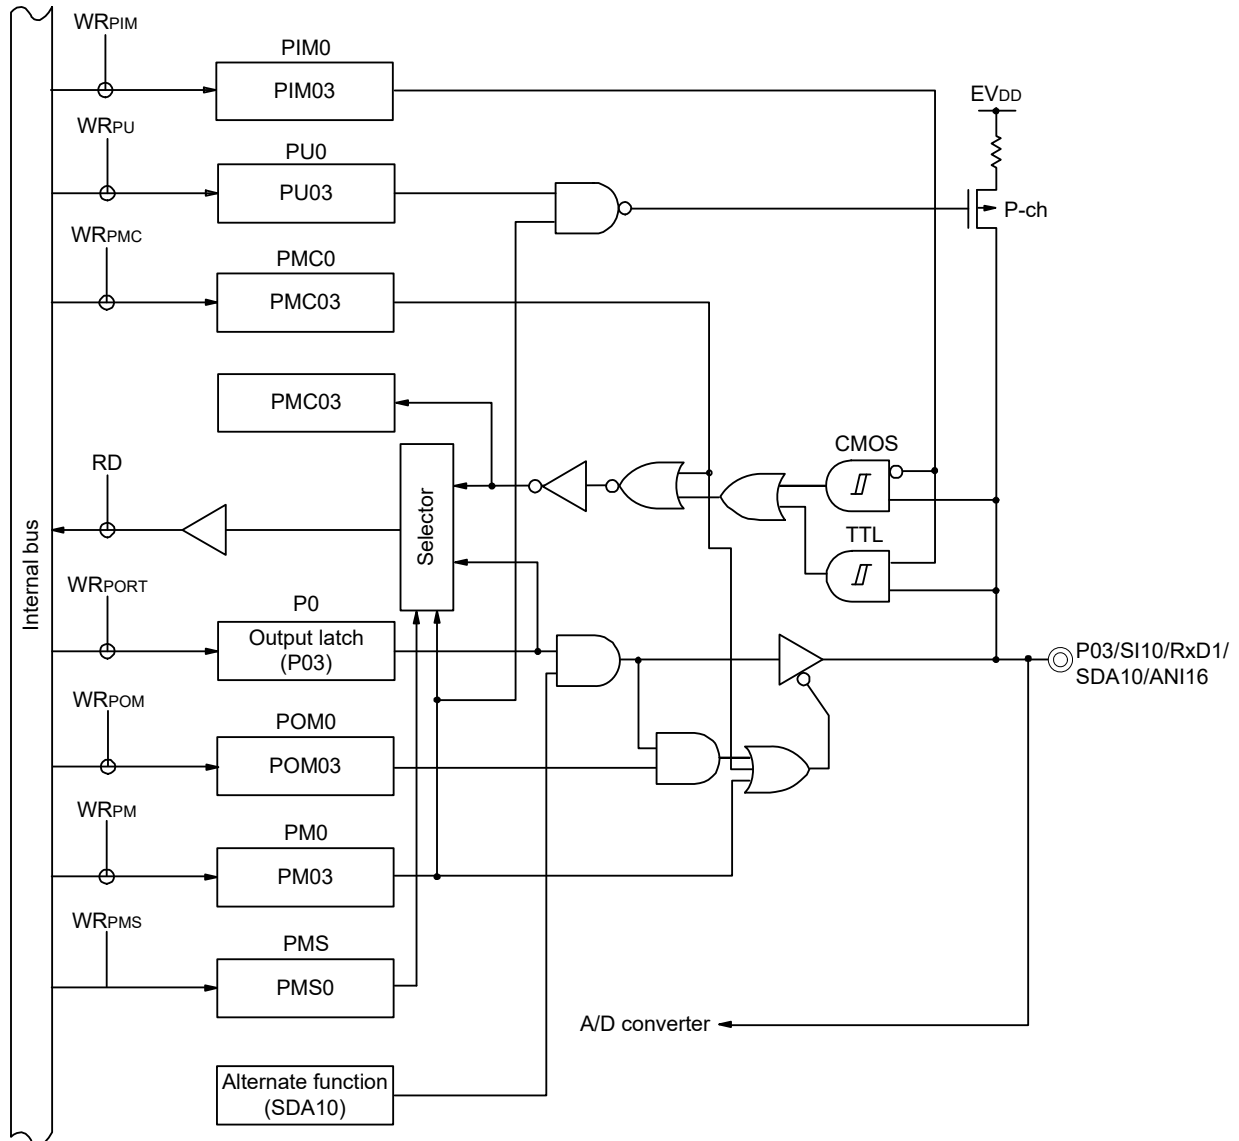 WRPIM
PIM0
PIM03
EVDD
WRPU
PU0
PU03
P-ch
WRPMC
PMC0
PMC03
PMC03
CMOS
RD
Selector
TTL
Internal bus
WRPORT
P0
Output latch
(P03)
P03/SI10/RxD1/
SDA10/ANI16
WRPOM
POM0
POM03
WRPM
PM0
PM03
WRPMS
PMS
PMS0
A/D converter
Alternate function
(SDA10)